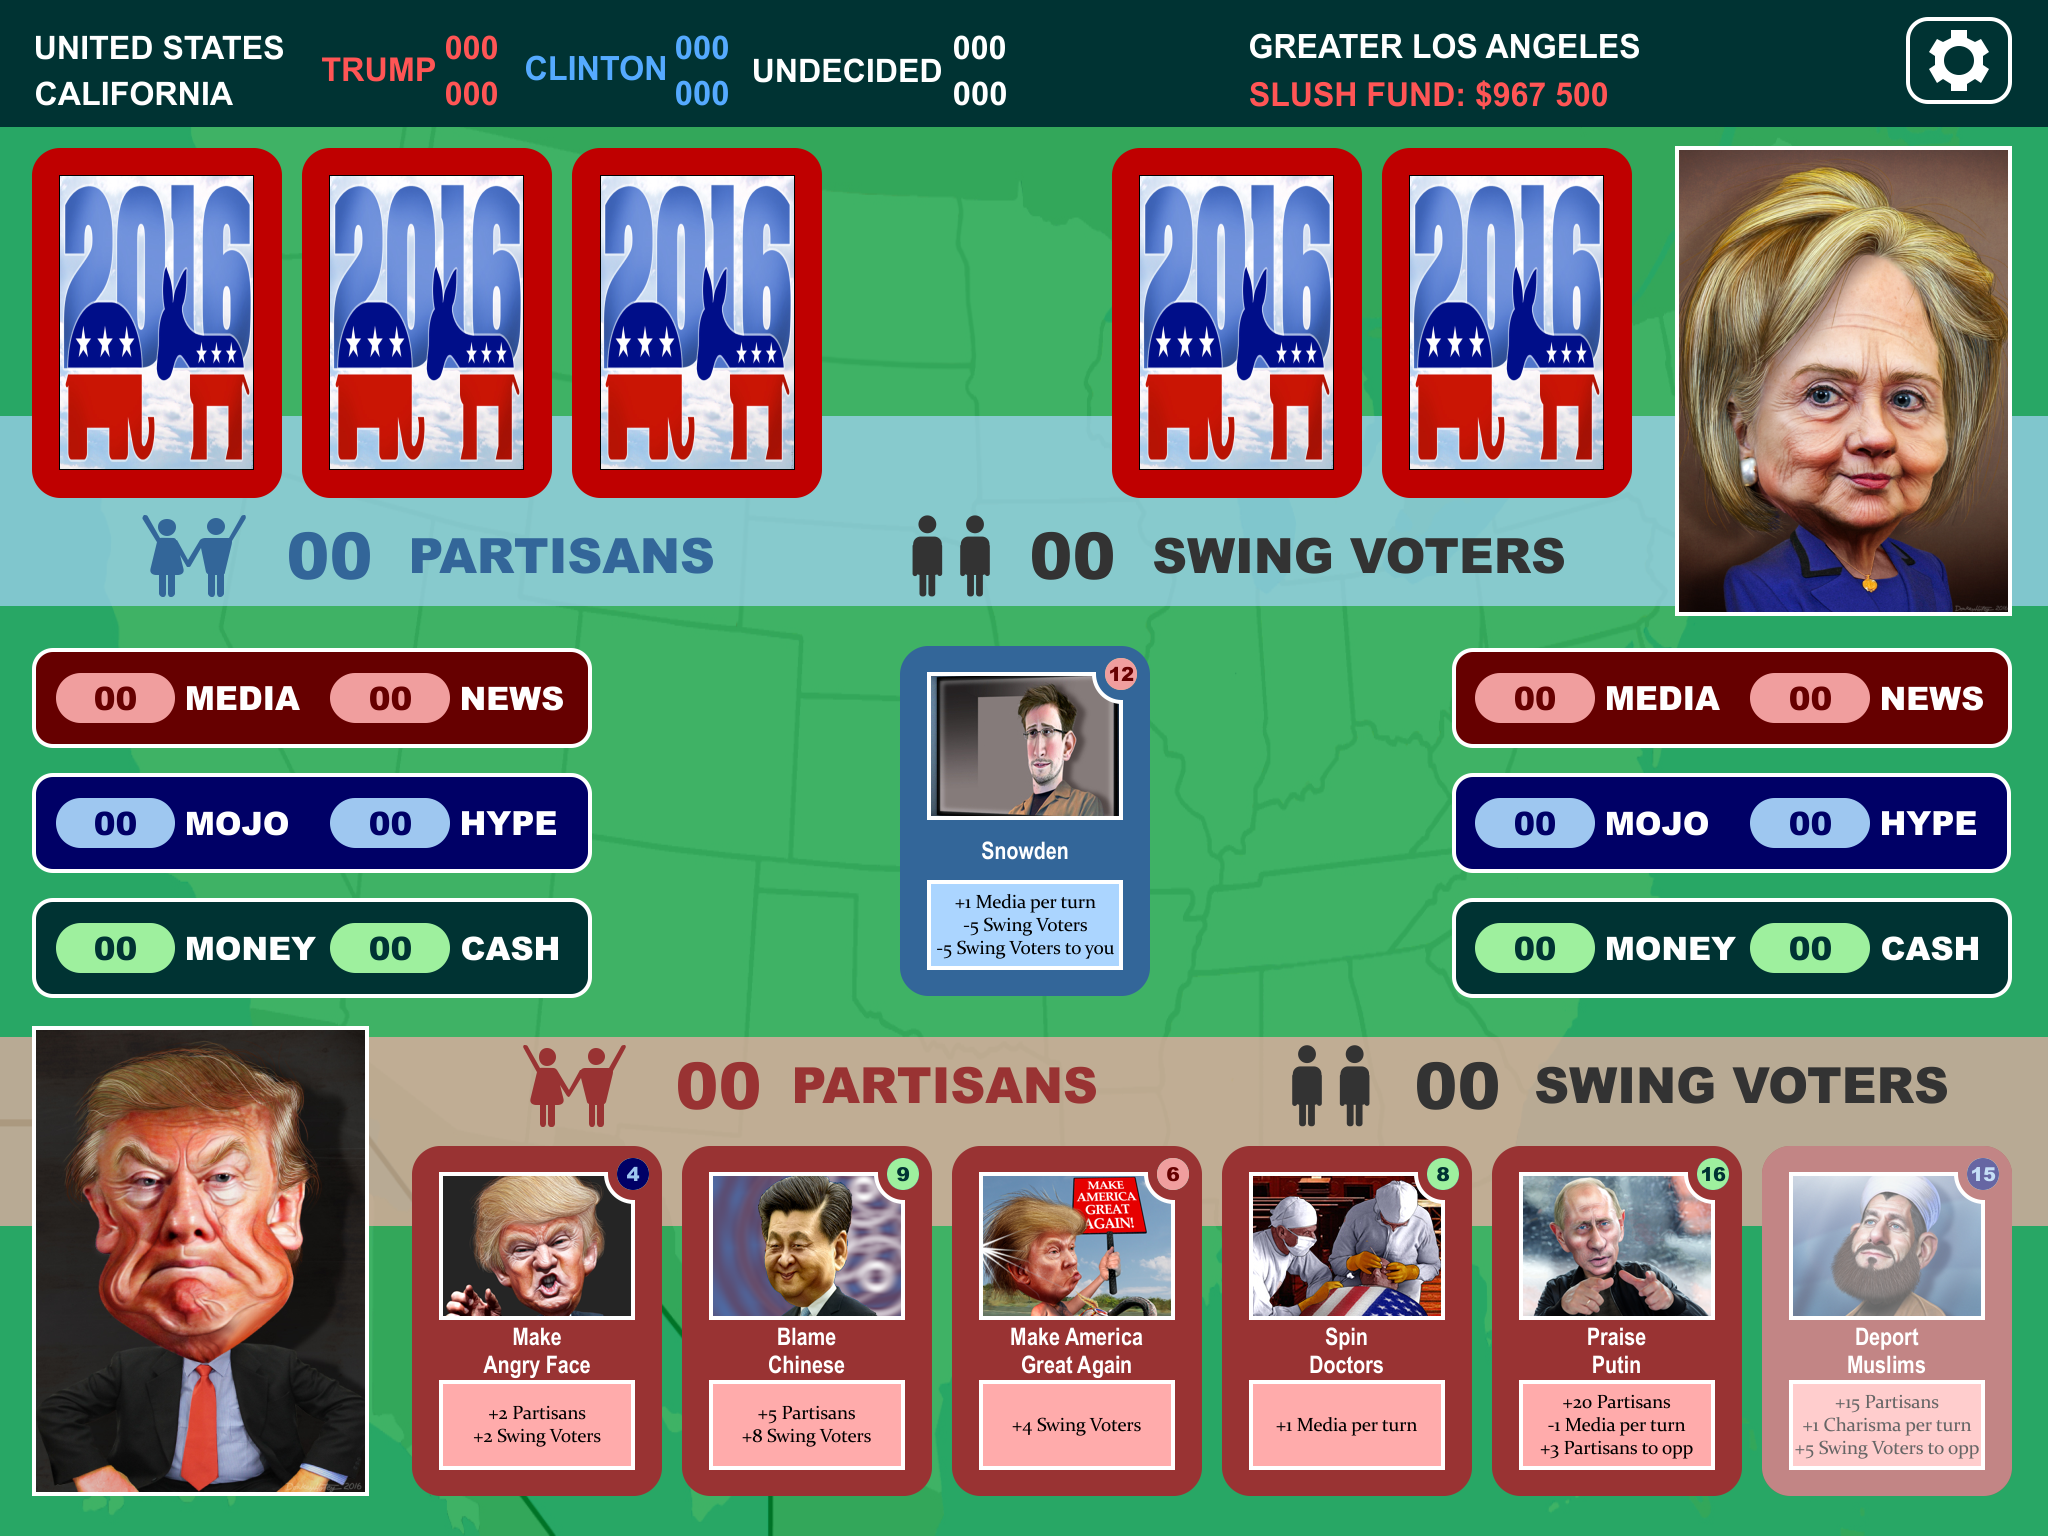 UNITED STATES
CALIFORNIA
TRUMP
000
000
CLINTON
000
000
UNDECIDED
000
000
GREATER LOS ANGELES
SLUSH FUND: $967 500
2016
2016
2016
2016
2016
00 PARTISANS
00 SWING VOTERS
00 MEDIA 00 NEWS
00 MOJO 00 HYPE
00 MONEY 00 CASH
12
Snowden
+1 Media per turn
-5 Swing Voters
-5 Swing Voters to you
00 MEDIA 00 NEWS
00 MOJO 00 HYPE
00 MONEY 00 CASH
00 PARTISANS
00 SWING VOTERS
4
Make
Angry Face
+2 Partisans
+2 Swing Voters
9
Blame
Chinese
+5 Partisans
+8 Swing Voters
6
MAKE
AMERICA
GREAT
AGAIN!
Make America
Great Again
+4 Swing Voters
8
Spin
Doctors
+1 Media per turn
16
Praise
Putin
+20 Partisans
-1 Media per turn
+3 Partisans to opp
15
Deport
Muslims
+15 Partisans
+1 Charisma per turn
+5 Swing Voters to opp